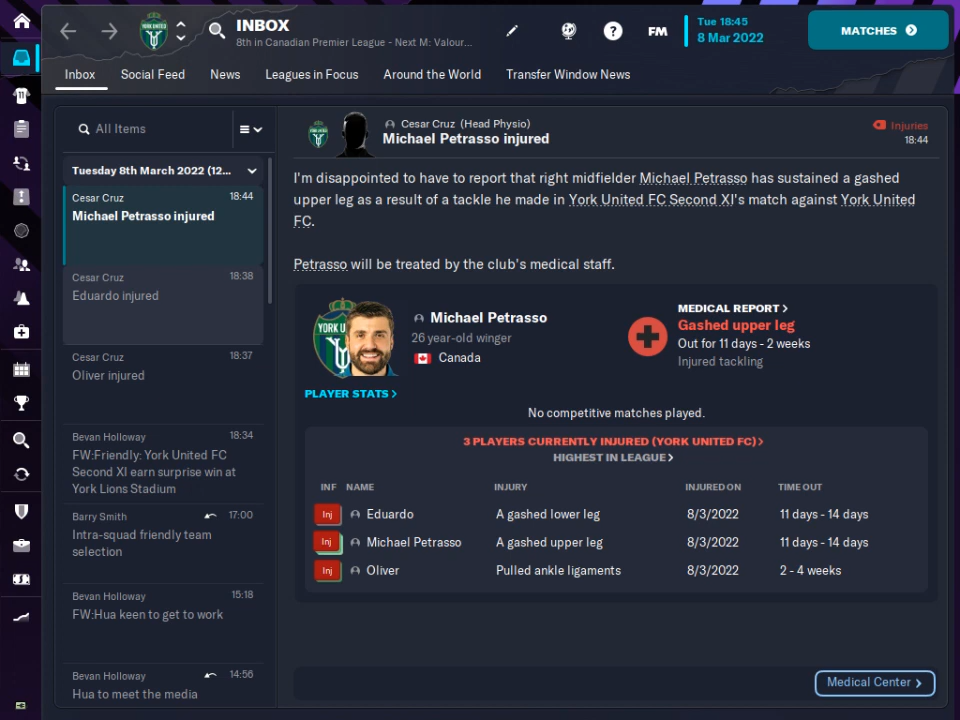 INBOX
8th in Canadian Premier League - Next M: Valour...
FM
Tue 18:45
8 Mar 2022
MATCHES
Inbox
Social Feed
News
Leagues in Focus
Around the World
Transfer Window News
All Items
Tuesday 8th March 2022 (12...
Cesar Cruz 18:44
Michael Petrasso injured
Cesar Cruz 18:38
Eduardo injured
Cesar Cruz 18:37
Oliver injured
Bevan Holloway 18:34
FW:Friendly: York United FC
Second XI earn surprise win at
York Lions Stadium
Barry Smith 17:00
Intra-squad friendly team
selection
Bevan Holloway 15:18
FW:Hua keen to get to work
Bevan Holloway 14:56
Hua to meet the media
Cesar Cruz (Head Physio)
Michael Petrasso injured
Injuries
18:44
I'm disappointed to have to report that right midfielder Michael Petrasso has sustained a gashed
upper leg as a result of a tackle he made in York United FC Second XI's match against York United
FC.
Petrasso will be treated by the club's medical staff.
Michael Petrasso
26 year-old winger
Canada
MEDICAL REPORT
Gashed upper leg
Out for 11 days - 2 weeks
Injured tackling
PLAYER STATS
No competitive matches played.
3 PLAYERS CURRENTLY INJURED (YORK UNITED FC)
HIGHEST IN LEAGUE
INF NAME INJURY INJURED ON TIME OUT
Inj Eduardo A gashed lower leg 8/3/2022 11 days - 14 days
Inj Michael Petrasso A gashed upper leg 8/3/2022 11 days - 14 days
Inj Oliver Pulled ankle ligaments 8/3/2022 2 - 4 weeks
Medical Center